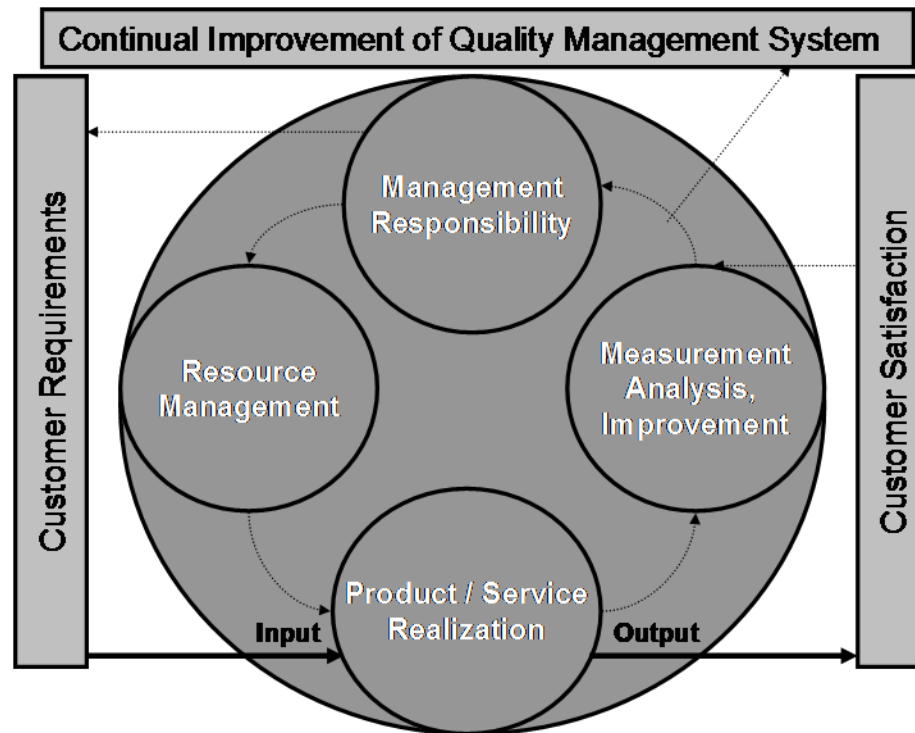 Continual Improvement of Quality Management System
Customer Requirements
Management
Responsibility
Resource
Management
Measurement
Analysis,
Improvement
Product / Service
Realization
Input
Output
Customer Satisfaction